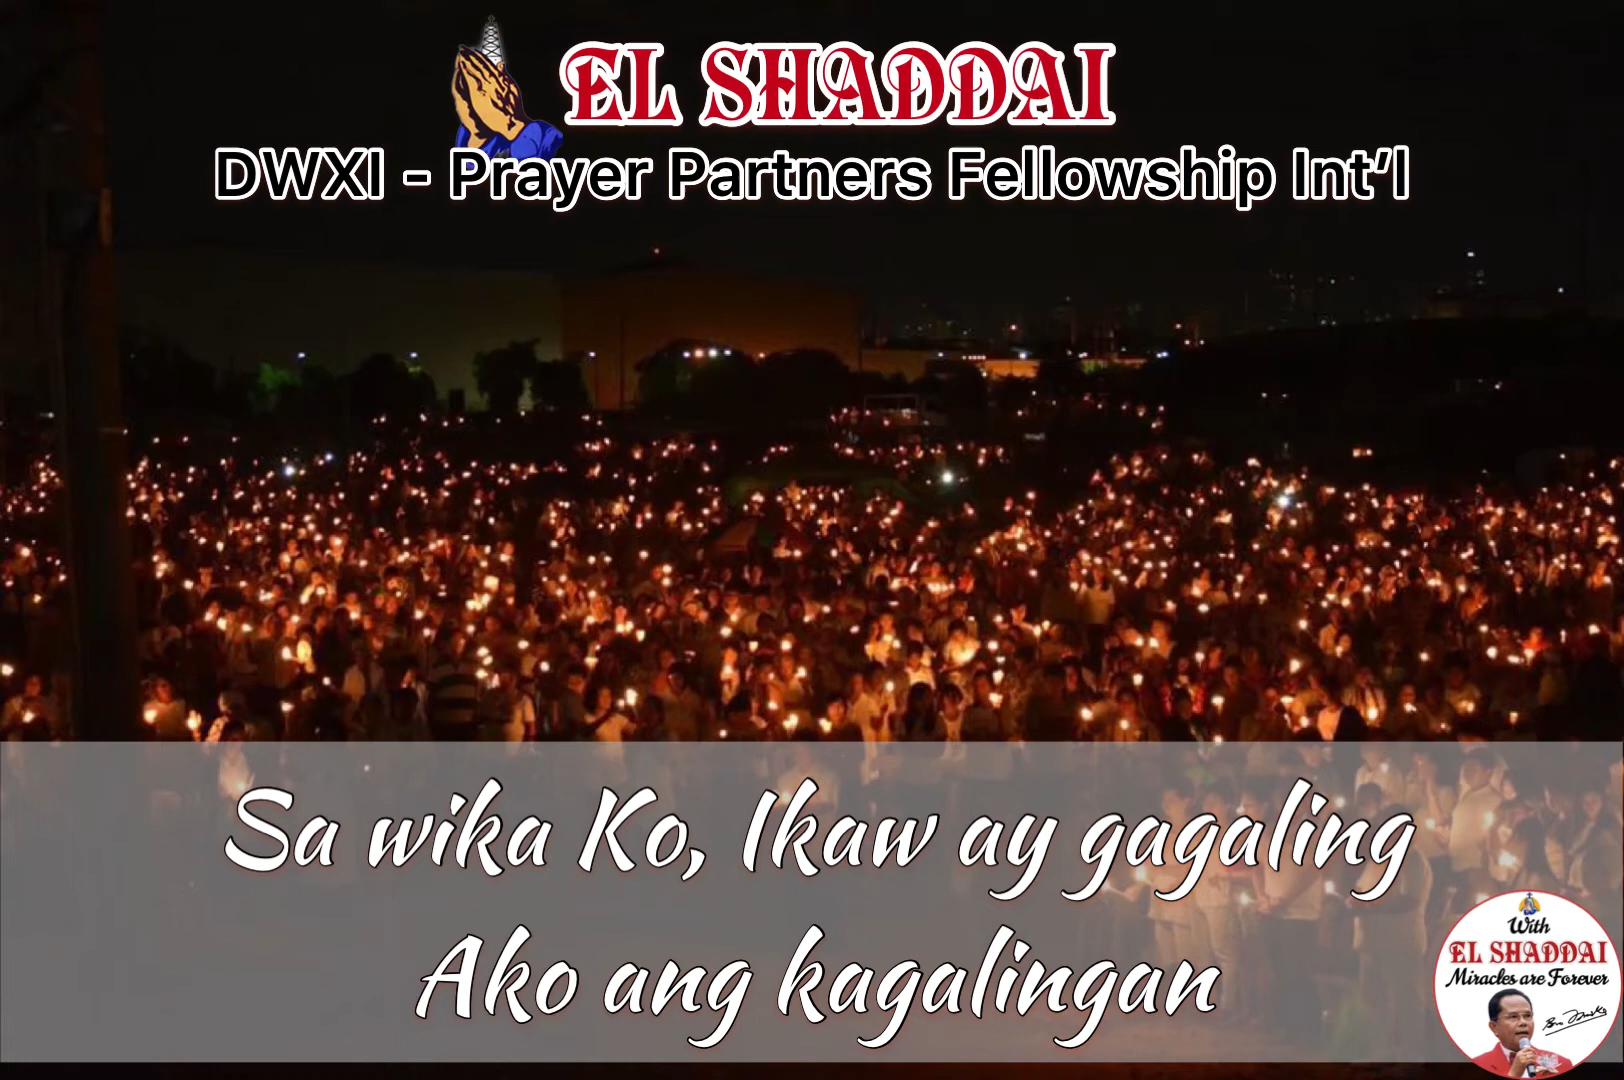 EL SHADDAI
DWXI - Prayer Partners Fellowship Int'l
Sa wika Ko, Ikaw ay gagaling
Ako ang kagalingan
With
EL SHADDAI
Miracles are Forever